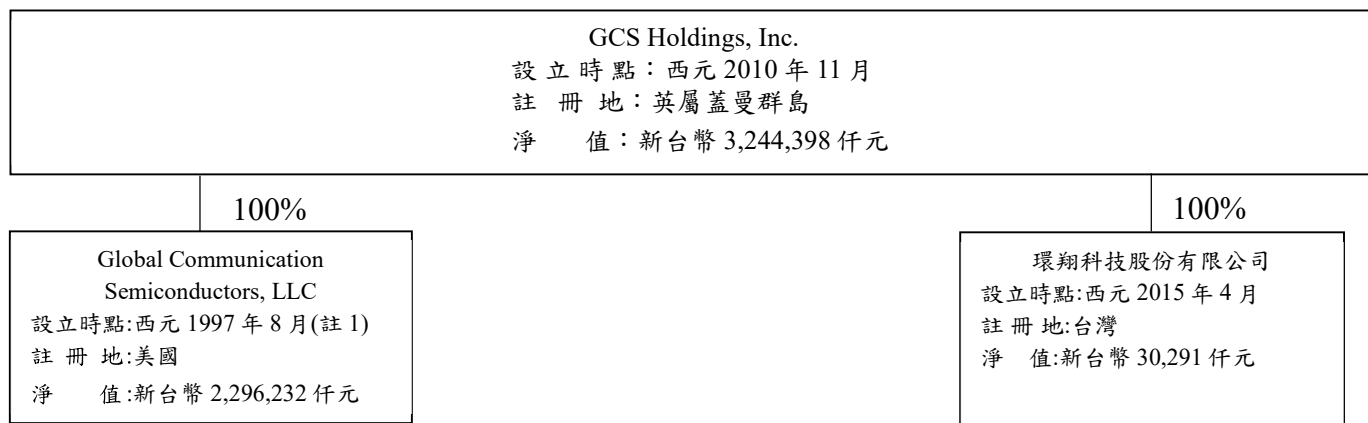 GCS Holdings, Inc.
設立時點：西元 2010 年 11 月
註冊地：英屬蓋曼群島
淨值：新台幣 3,244,398 仟元
100%
100%
Global Communication
Semiconductors, LLC
設立時點:西元 1997 年 8 月(註 1)
註冊地:美國
淨值:新台幣 2,296,232 仟元
環翔科技股份有限公司
設立時點:西元 2015 年 4 月
註冊地:台灣
淨值:新台幣 30,291 仟元